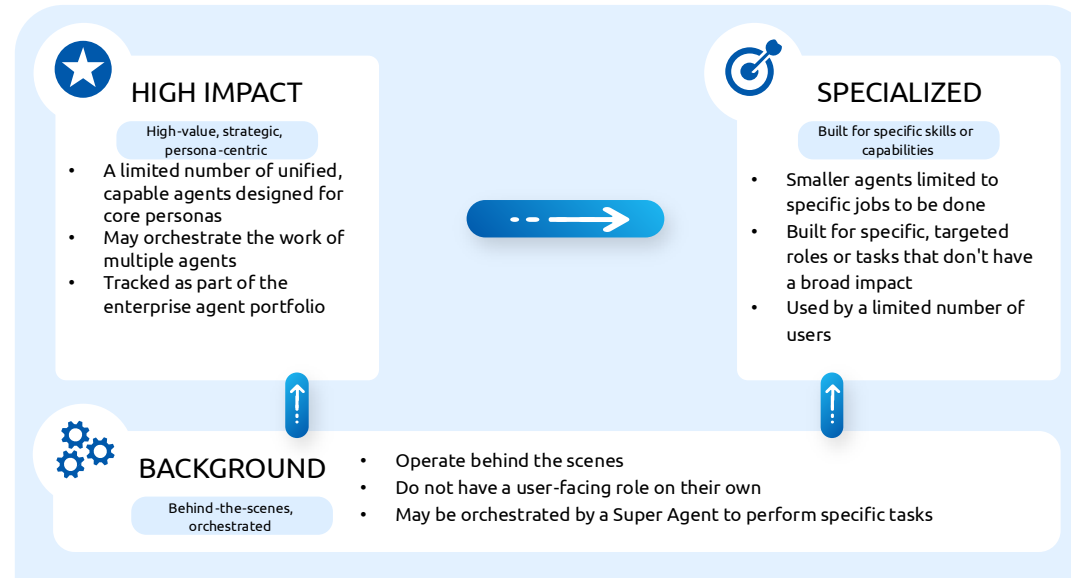 HIGH IMPACT
High-value, strategic,
persona-centric
• A limited number of unified,
capable agents designed for
core personas
• May orchestrate the work of
multiple agents
• Tracked as part of the
enterprise agent portfolio
SPECIALIZED
Built for specific skills or
capabilities
• Smaller agents limited to
specific jobs to be done
• Built for specific, targeted
roles or tasks that don't have
a broad impact
• Used by a limited number of
users
BACKGROUND
Behind-the-scenes,
orchestrated
• Operate behind the scenes
• Do not have a user-facing role on their own
• May be orchestrated by a Super Agent to perform specific tasks